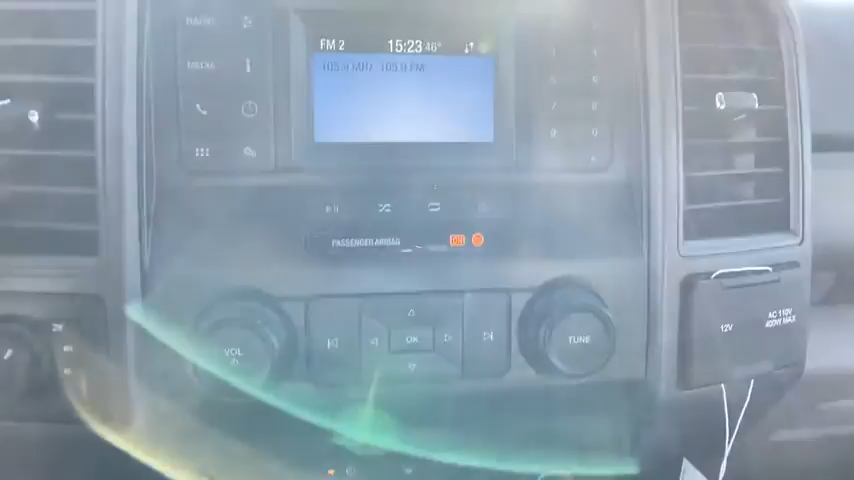 RADIO
MEDIA
FM 2 15:23 46°
105.9 MHz 105.9 FM
PASSENGER AIRBAG
VOL
OK
TUNE
12V
AC 110V
400W MAX